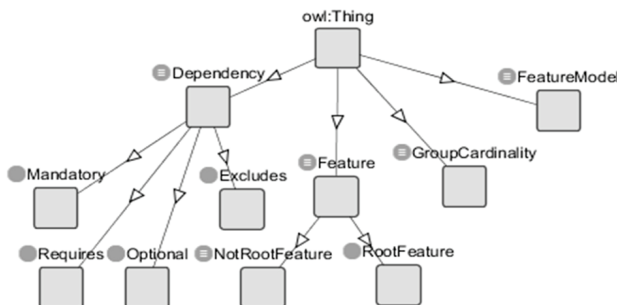 owl:Thing
Dependency
FeatureModel
Mandatory
Excludes
Feature
GroupCardinality
Requires
Optional
NotRootFeature
RootFeature